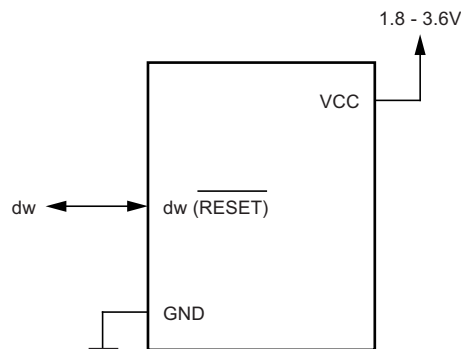 1.8 - 3.6V
VCC
dw
dw (RESET)
GND